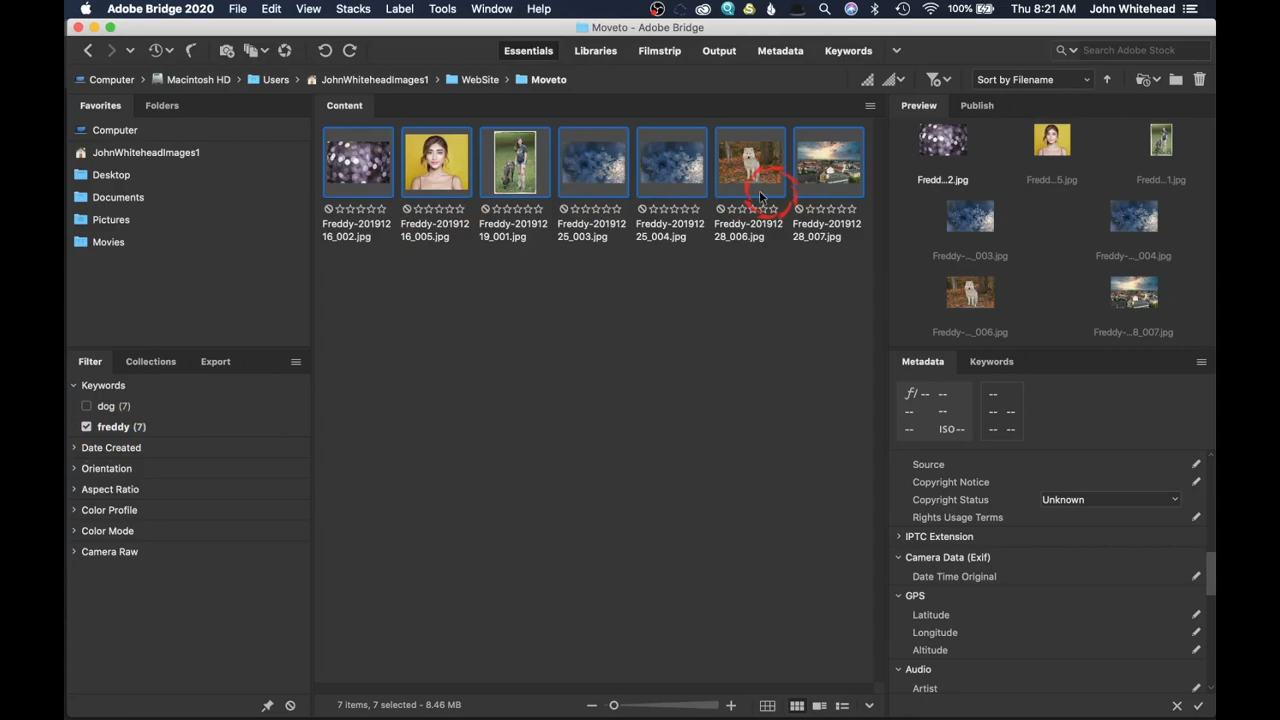 Adobe Bridge 2020 File Edit View Stacks Label Tools Window Help 100% Thu 8:21 AM John Whitehead
Moveto - Adobe Bridge
Essentials Libraries Filmstrip Output Metadata Keywords Search Adobe Stock
Computer Macintosh HD Users JohnWhiteheadImages1 WebSite Moveto Sort by Filename
Favorites Folders
Computer
JohnWhiteheadImages1
Desktop
Documents
Pictures
Movies
Filter Collections Export
Keywords
dog (7)
freddy (7)
Date Created
Orientation
Aspect Ratio
Color Profile
Color Mode
Camera Raw
Content
Freddy-201912
16_002.jpg
Freddy-201912
16_005.jpg
Freddy-201912
19_001.jpg
Freddy-201912
25_003.jpg
Freddy-201912
25_004.jpg
Freddy-201912
28_006.jpg
Freddy-201912
28_007.jpg
7 items, 7 selected - 8.46 MB
Preview Publish
Fredd...2.jpg Fredd...5.jpg Fredd...1.jpg
Freddy-..._003.jpg Freddy-..._004.jpg
Freddy-..._006.jpg Freddy-...8_007.jpg
Metadata Keywords
f/ -- -- --
-- -- -- --
-- ISO -- -- --
Source
Copyright Notice
Copyright Status Unknown
Rights Usage Terms
IPTC Extension
Camera Data (Exif)
Date Time Original
GPS
Latitude
Longitude
Altitude
Audio
Artist